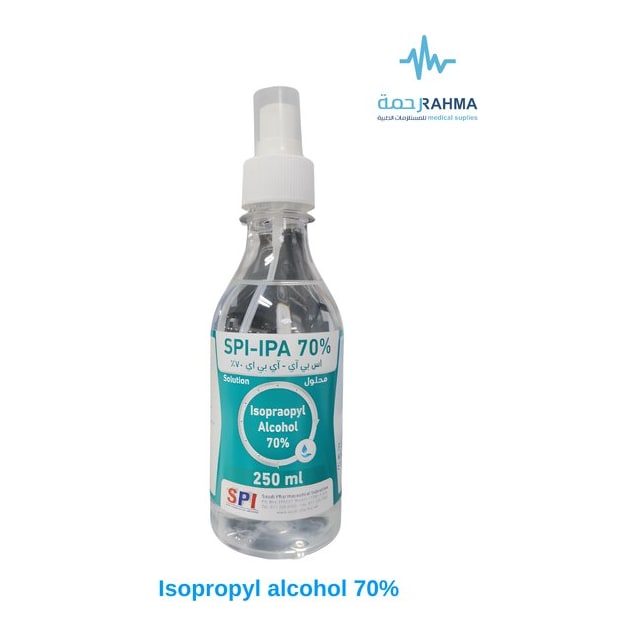 رحمة RAHMA
للمستلزمات الطبية medical suplies
SPI-IPA 70%
اس بي آي - آي بي اي ٧٠٪
Solution محلول
Isopraopyl
Alcohol
70%
250 ml
SPI
Saudi Pharmaceutical Industries
Isopropyl alcohol 70%